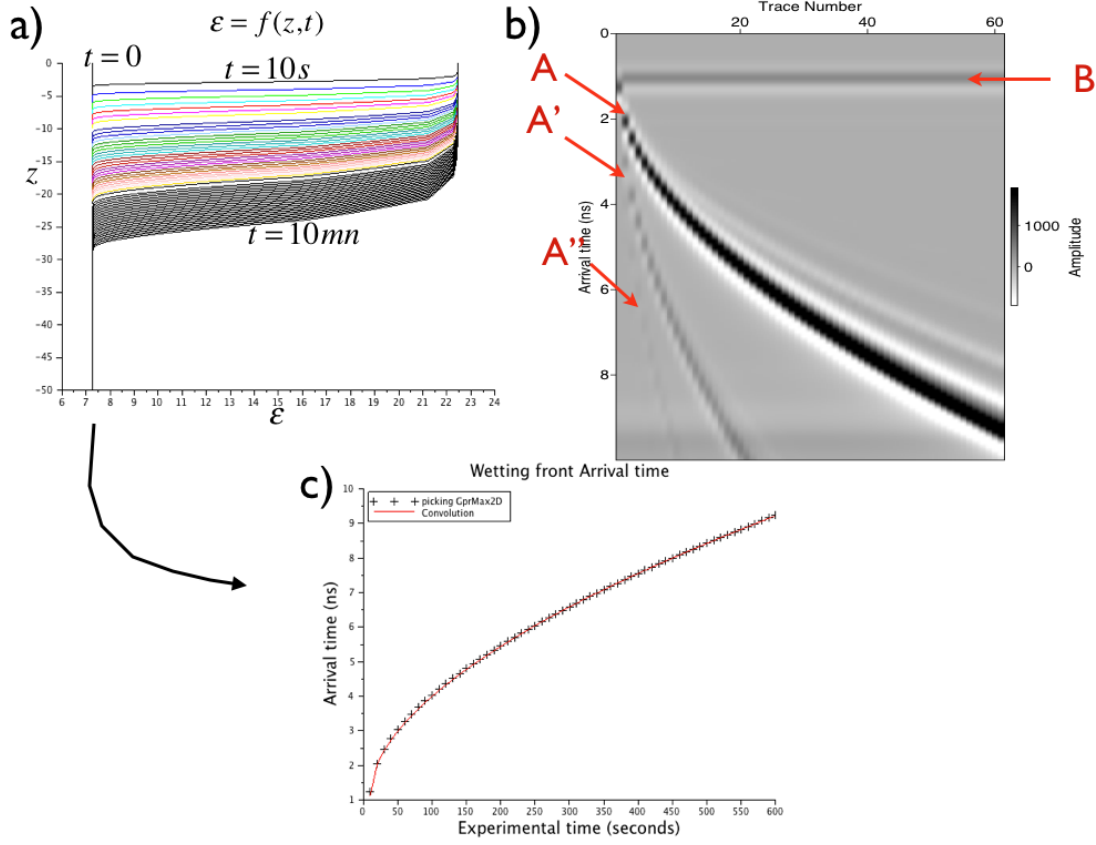 a)
ε = f(z,t)
t = 0
t = 10s
0
−5
−10
−15
−20
−25
−30
−35
−40
−45
−50
z
t = 10mn
6 7 8 9 10 11 12 13 14 15 16 17 18 19 20 21 22 23 24
ε
b)
Trace Number
20 60
0
2
4
6
8
Arrival time (ns)
A
A'
A"
B
1000
0
Amplitude
c)
Wetting front Arrival time
picking GprMax2D
Convolution
10
9
8
7
6
5
4
3
2
1
Arrival time (ns)
0 50 100 150 200 250 300 350 400 450 500 550 600
Experimental time (seconds)